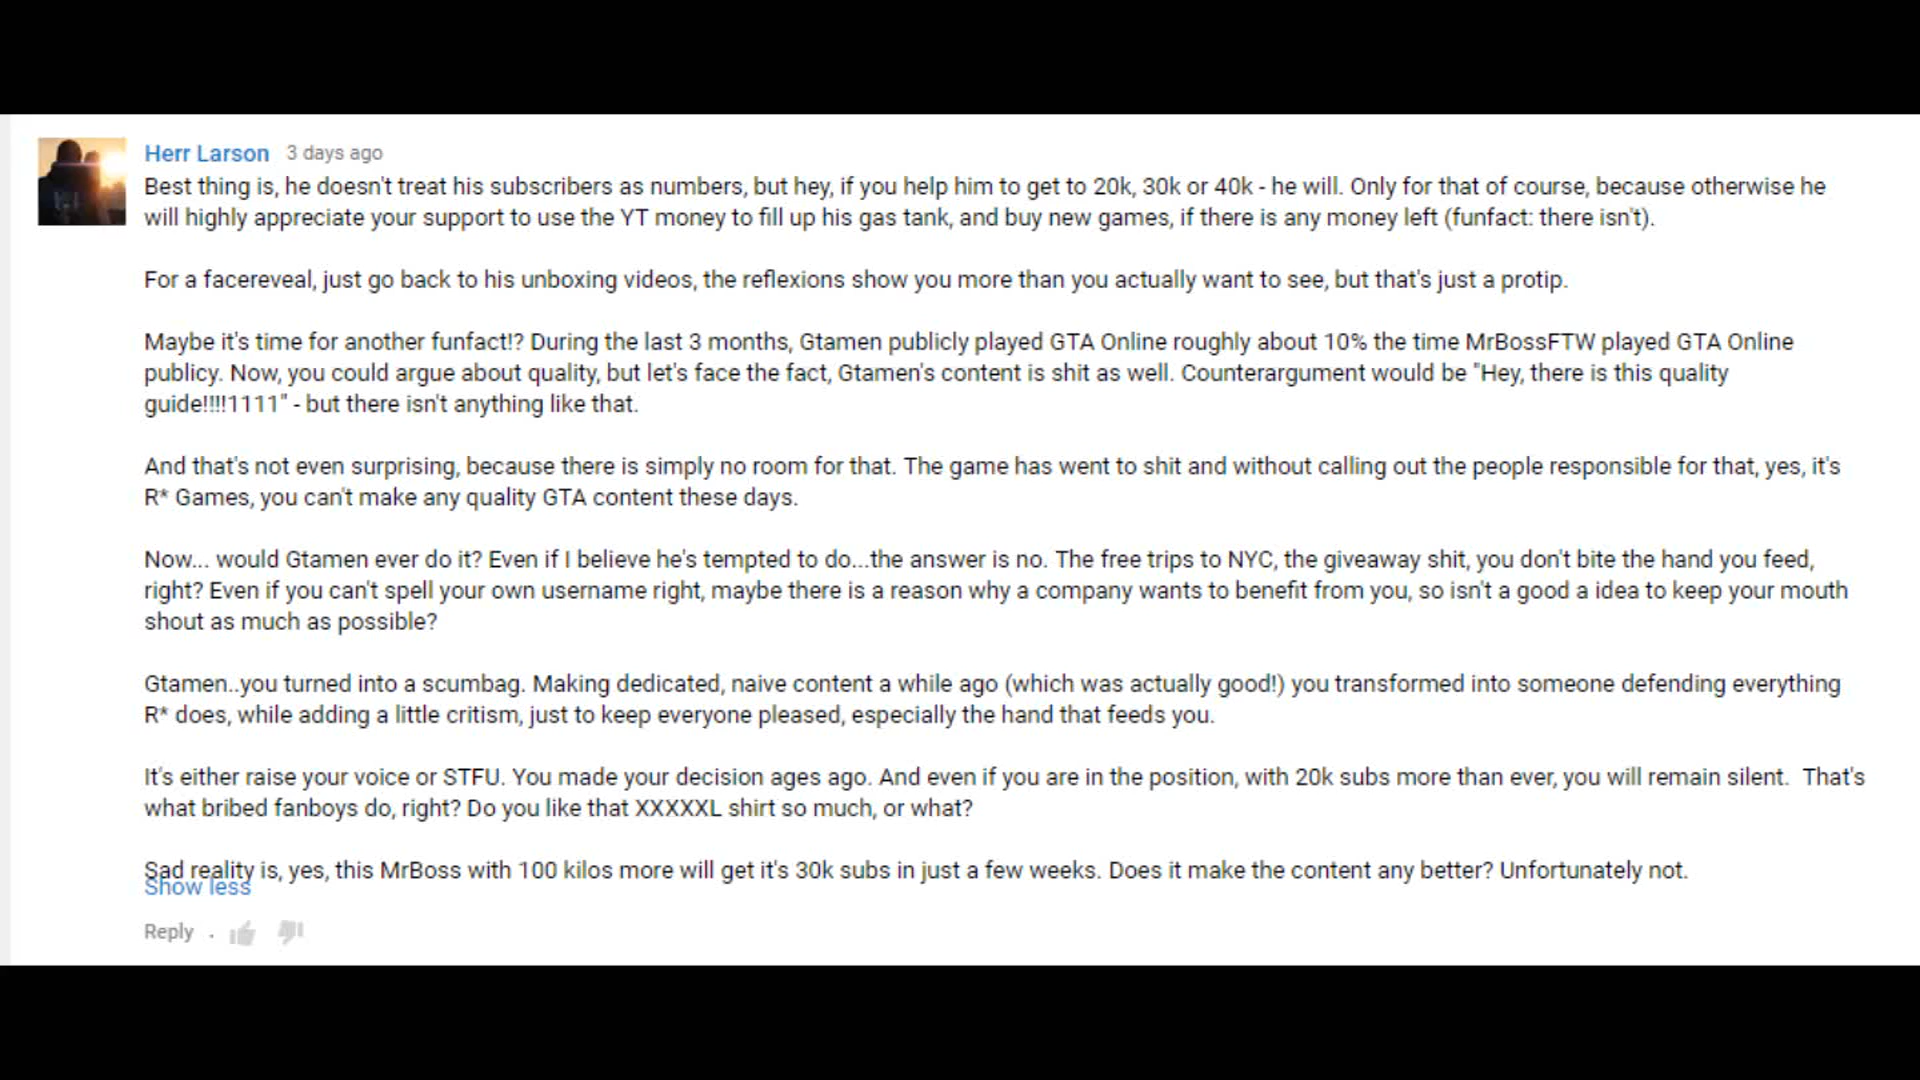 Herr Larson 3 days ago
Best thing is, he doesn't treat his subscribers as numbers, but hey, if you help him to get to 20k, 30k or 40k - he will. Only for that of course, because otherwise he
will highly appreciate your support to use the YT money to fill up his gas tank, and buy new games, if there is any money left (funfact: there isn't).
For a facereveal, just go back to his unboxing videos, the reflexions show you more than you actually want to see, but that's just a protip.
Maybe it's time for another funfact!? During the last 3 months, Gtamen publicly played GTA Online roughly about 10% the time MrBossFTW played GTA Online
publicy. Now, you could argue about quality, but let's face the fact, Gtamen's content is shit as well. Counterargument would be "Hey, there is this quality
guide!!!!1111" - but there isn't anything like that.
And that's not even surprising, because there is simply no room for that. The game has went to shit and without calling out the people responsible for that, yes, it's
R* Games, you can't make any quality GTA content these days.
Now... would Gtamen ever do it? Even if I believe he's tempted to do...the answer is no. The free trips to NYC, the giveaway shit, you don't bite the hand you feed,
right? Even if you can't spell your own username right, maybe there is a reason why a company wants to benefit from you, so isn't a good a idea to keep your mouth
shout as much as possible?
Gtamen..you turned into a scumbag. Making dedicated, naive content a while ago (which was actually good!) you transformed into someone defending everything
R* does, while adding a little critism, just to keep everyone pleased, especially the hand that feeds you.
It's either raise your voice or STFU. You made your decision ages ago. And even if you are in the position, with 20k subs more than ever, you will remain silent.  That's
what bribed fanboys do, right? Do you like that XXXXXL shirt so much, or what?
Sad reality is, yes, this MrBoss with 100 kilos more will get it's 30k subs in just a few weeks. Does it make the content any better? Unfortunately not.
Show less
Reply .